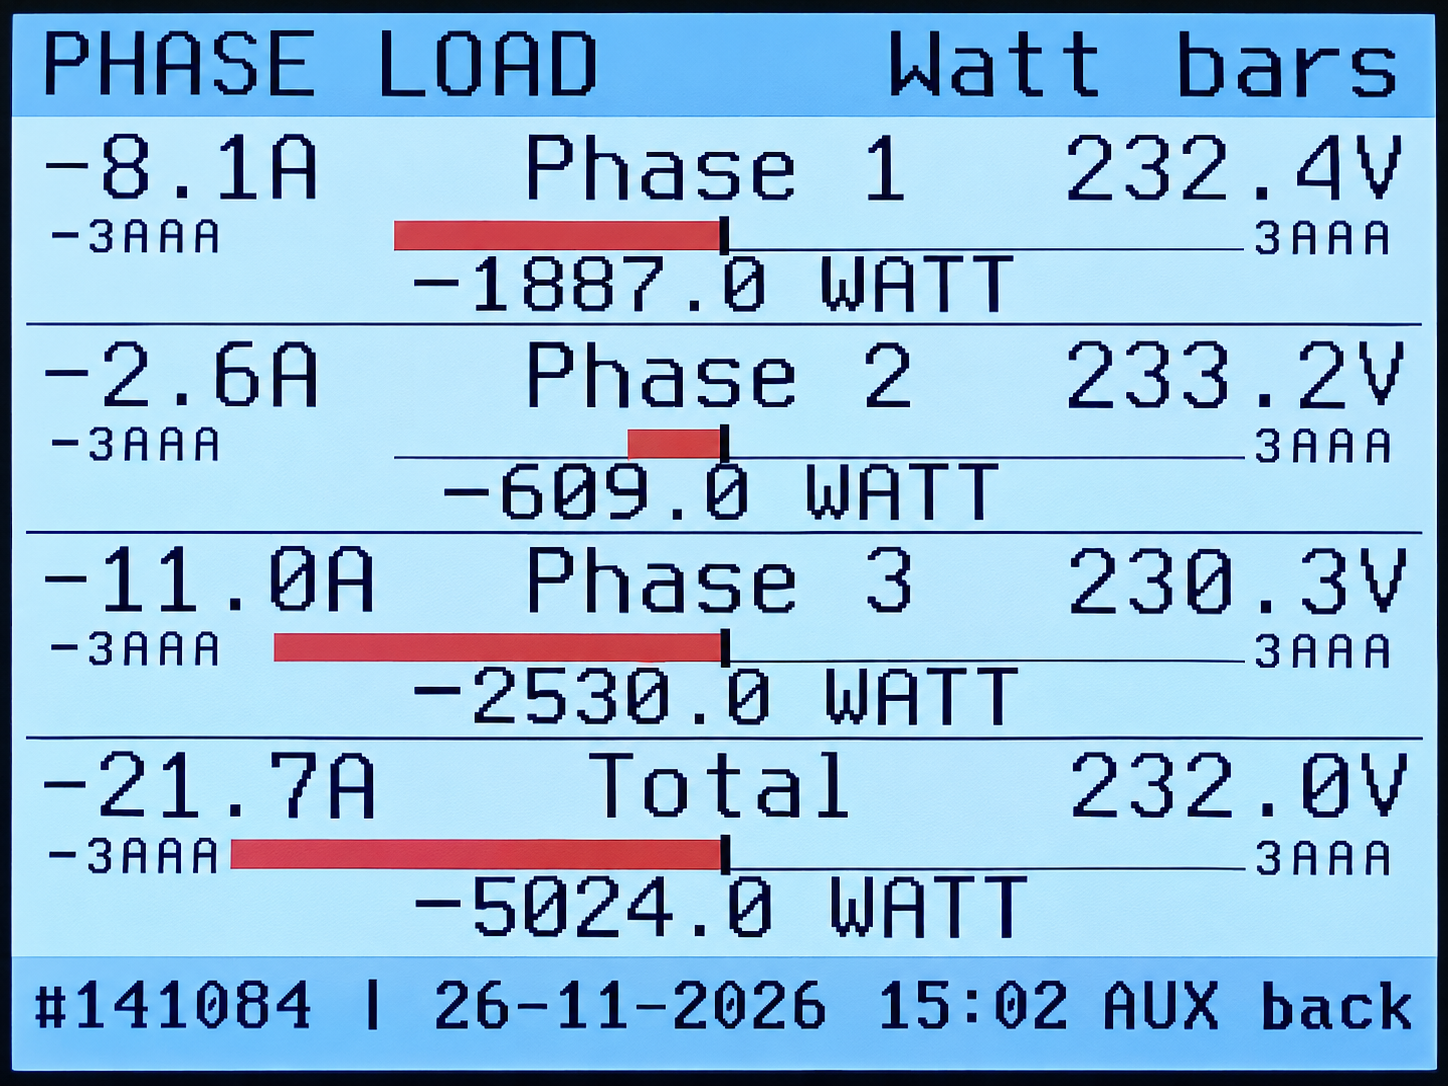 PHASE LOAD Watt bars
-8.1A Phase 1 232.4V
-3AAA 3AAA
-1887.0 WATT
-2.6A Phase 2 233.2V
-3AAA 3AAA
-609.0 WATT
-11.0A Phase 3 230.3V
-3AAA 3AAA
-2530.0 WATT
-21.7A Total 232.0V
-3AAA 3AAA
-5024.0 WATT
#141084 | 26-11-2026 15:02 AUX back